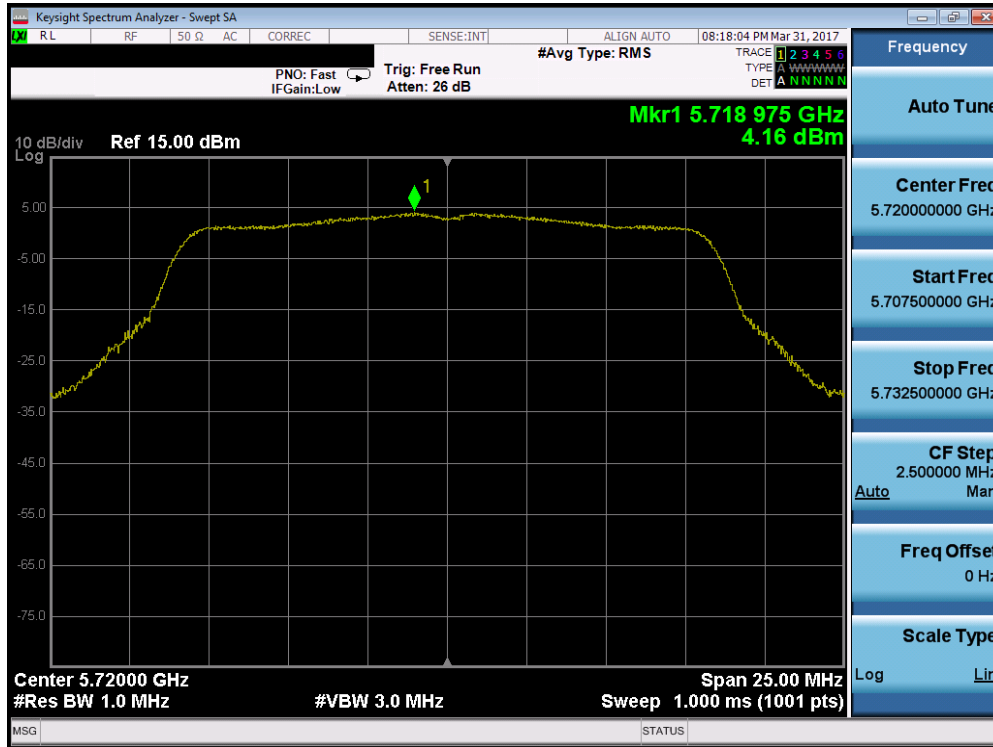 Keysight Spectrum Analyzer - Swept SA
LXI RL RF 50 Ω AC CORREC SENSE:INT ALIGN AUTO 08:18:04 PM Mar 31, 2017
#Avg Type: RMS
TRACE 1 2 3 4 5 6
PNO: Fast Trig: Free Run TYPE A WWWWW
IFGain:Low Atten: 26 dB DET A N N N N N
Mkr1 5.718 975 GHz
4.16 dBm
10 dB/div Ref 15.00 dBm
Log
1
5.00
-5.00
-15.0
-25.0
-35.0
-45.0
-55.0
-65.0
-75.0
Center 5.72000 GHz Span 25.00 MHz
#Res BW 1.0 MHz #VBW 3.0 MHz Sweep 1.000 ms (1001 pts)
MSG STATUS
Frequency
Auto Tune
Center Freq
5.720000000 GHz
Start Freq
5.707500000 GHz
Stop Freq
5.732500000 GHz
CF Step
2.500000 MHz
Auto Man
Freq Offset
0 Hz
Scale Type
Log Lin